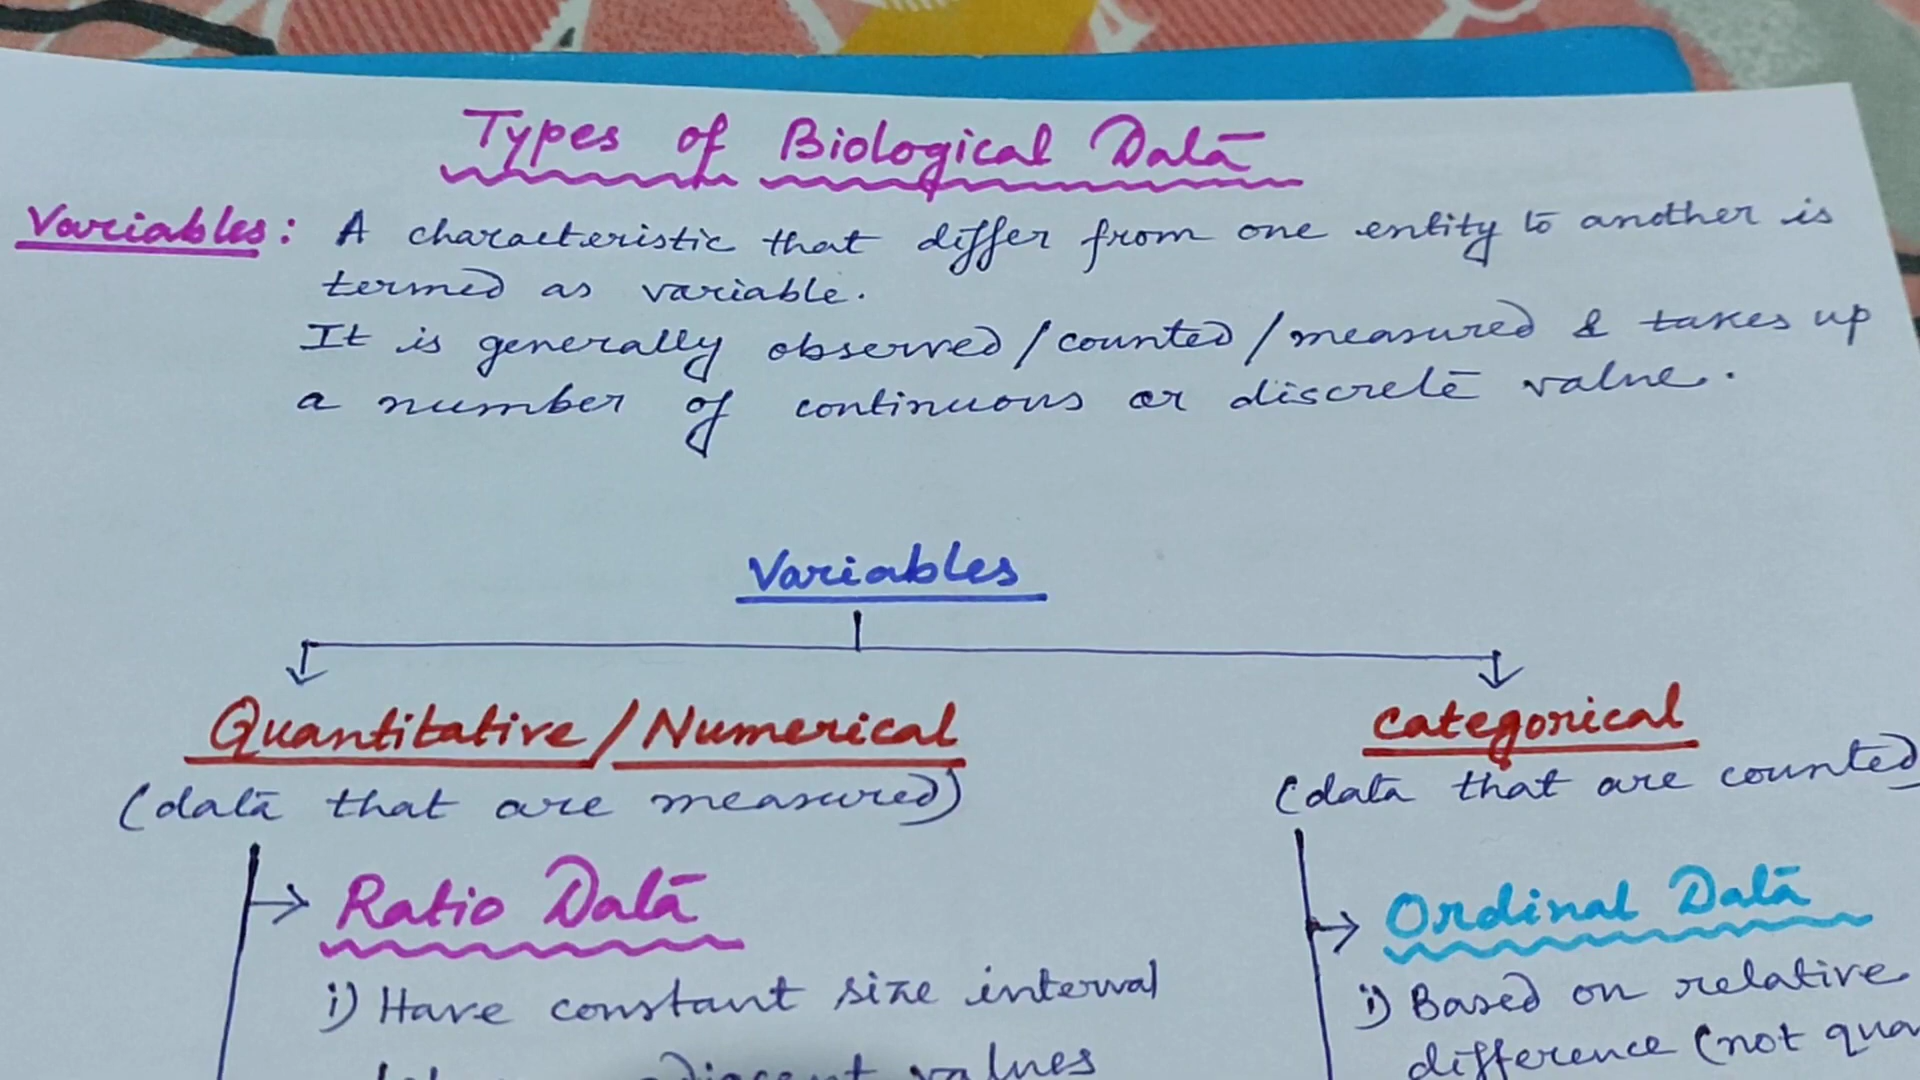 Types of Biological Data
Variables: A characteristic that differ from one entity to another is
termed as variable.
It is generally observed/counted/measured & takes up
a number of continuous or discrete value.
Variables
Quantitative/Numerical
(data that are measured)
Ratio Data
i) Have constant size interval
adjacent values
Categorical
(data that are counted)
Ordinal Data
i) Based on relative
difference (not